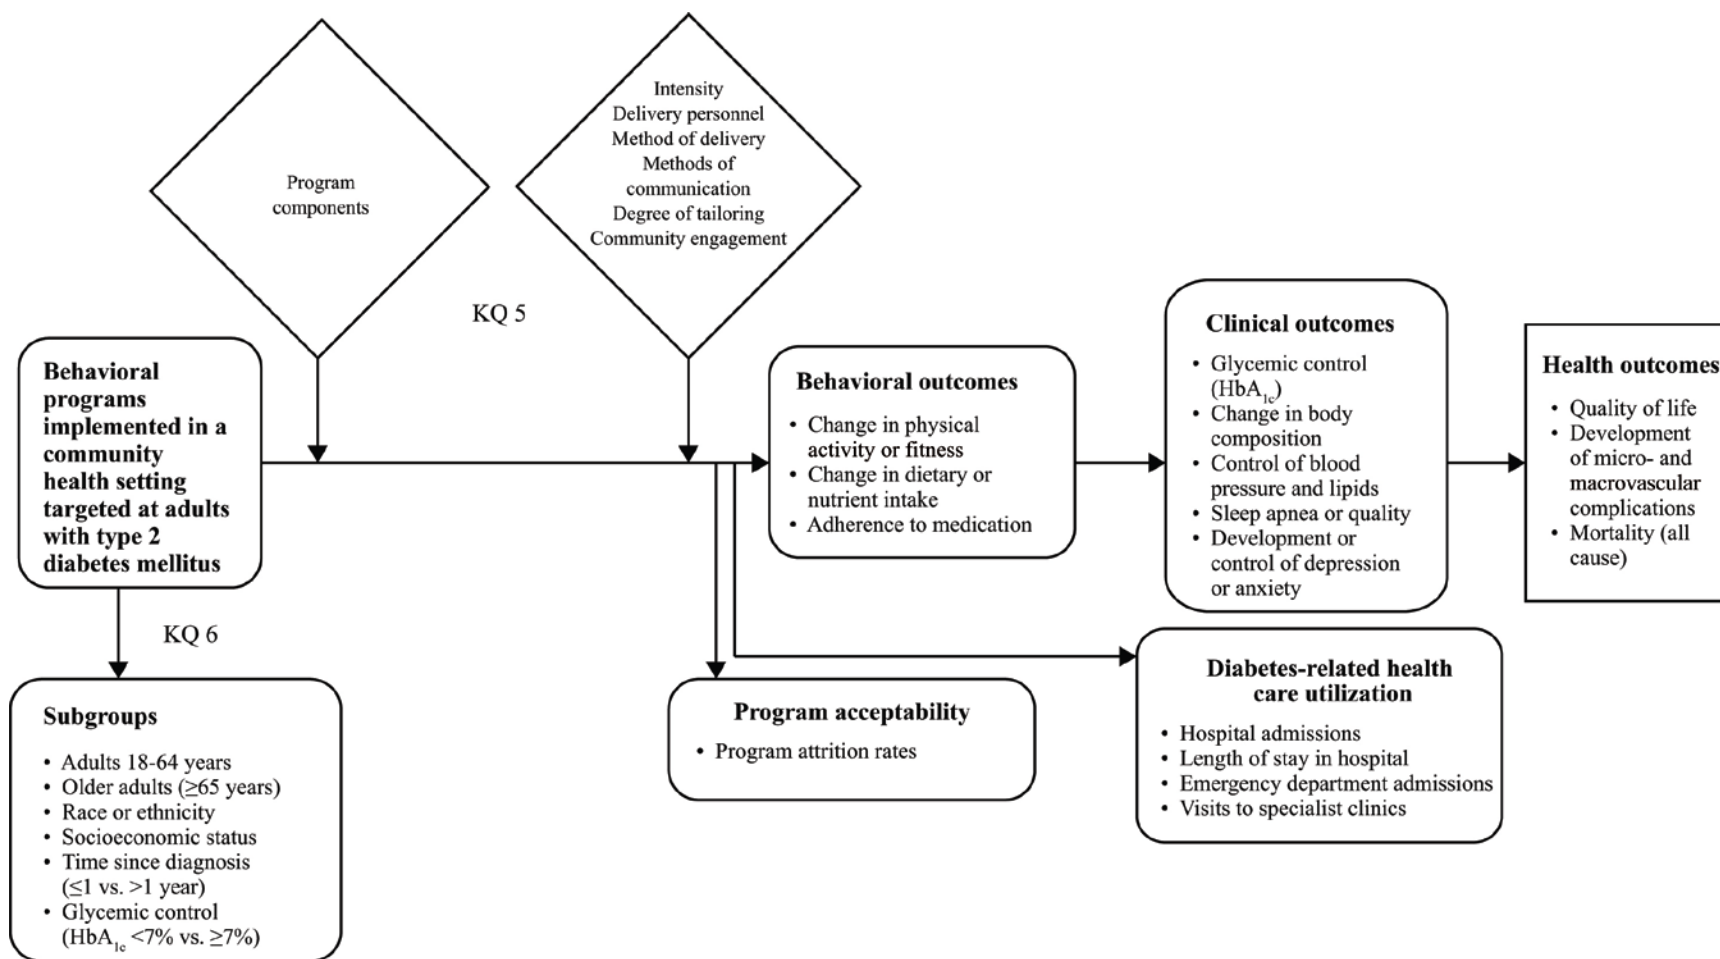 Program
components
Intensity
Delivery personnel
Method of delivery
Methods of
communication
Degree of tailoring
Community engagement
KQ 5
Behavioral
programs
implemented in a
community
health setting
targeted at adults
with type 2
diabetes mellitus
Behavioral outcomes
• Change in physical
activity or fitness
• Change in dietary or
nutrient intake
• Adherence to medication
Clinical outcomes
• Glycemic control
(HbA1c)
• Change in body
composition
• Control of blood
pressure and lipids
• Sleep apnea or quality
• Development or
control of depression
or anxiety
Health outcomes
• Quality of life
• Development
of micro- and
macrovascular
complications
• Mortality (all
cause)
KQ 6
Subgroups
• Adults 18-64 years
• Older adults (≥65 years)
• Race or ethnicity
• Socioeconomic status
• Time since diagnosis
(≤1 vs. >1 year)
• Glycemic control
(HbA1c <7% vs. ≥7%)
Program acceptability
• Program attrition rates
Diabetes-related health
care utilization
• Hospital admissions
• Length of stay in hospital
• Emergency department admissions
• Visits to specialist clinics